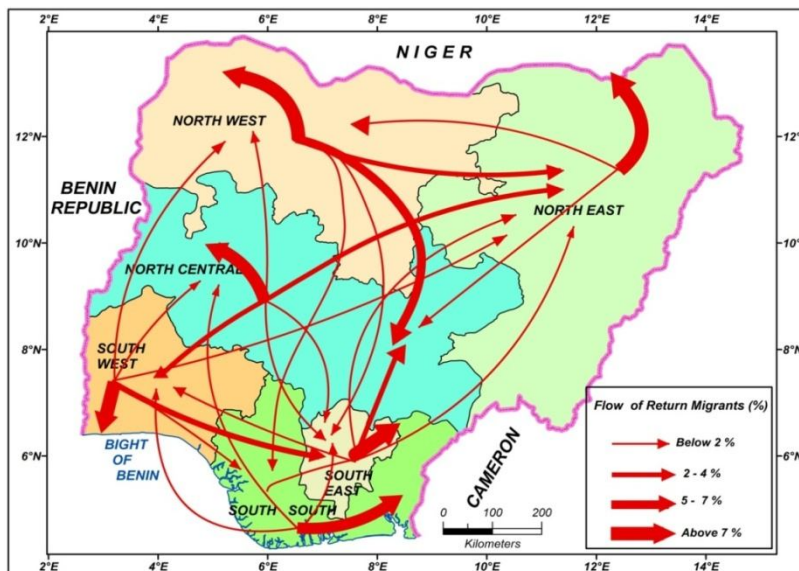 2°E 4°E 6°E 8°E 10°E 12°E 14°E
N I G E R
12°N
NORTH WEST
12°N
BENIN
REPUBLIC
NORTH EAST
10°N
10°N
NORTH CENTRAL
8°N
8°N
SOUTH
WEST
6°N
BIGHT
OF
BENIN
SOUTH
EAST
SOUTH SOUTH
CAMERON
6°N
0 100 200
Kilometers
Flow of Return Migrants (%)
Below 2 %
2 - 4 %
5 - 7 %
Above 7 %
2°E 4°E 6°E 8°E 10°E 12°E 14°E